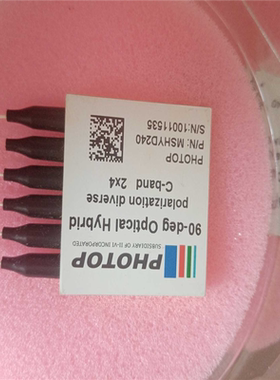 PHOTOP
SUBSIDIARY OF II-VI INCORPORATED
90-deg Optical Hybrid
polarization diverse
C-band 2x4
PHOTOP
P/N: MSHYD240
S/N:10011535